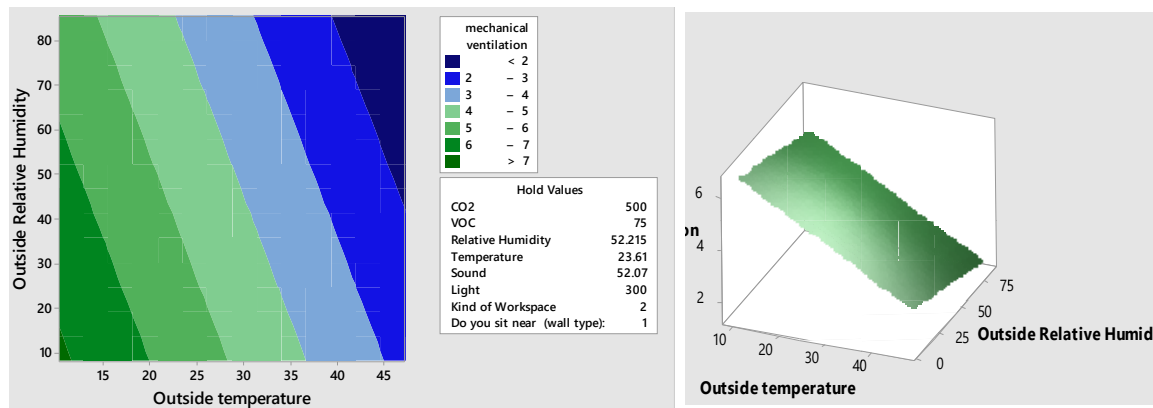 Outside Relative Humidity
80
70
60
50
40
30
20
10
15 20 25 30 35 40 45
Outside temperature
mechanical
ventilation
< 2
2 – 3
3 – 4
4 – 5
5 – 6
6 – 7
> 7
Hold Values
CO2 500
VOC 75
Relative Humidity 52.215
Temperature 23.61
Sound 52.07
Light 300
Kind of Workspace 2
Do you sit near (wall type): 1
6
on
4
2
10
20
30
40
0
25
50
75
Outside Relative Humid
Outside temperature